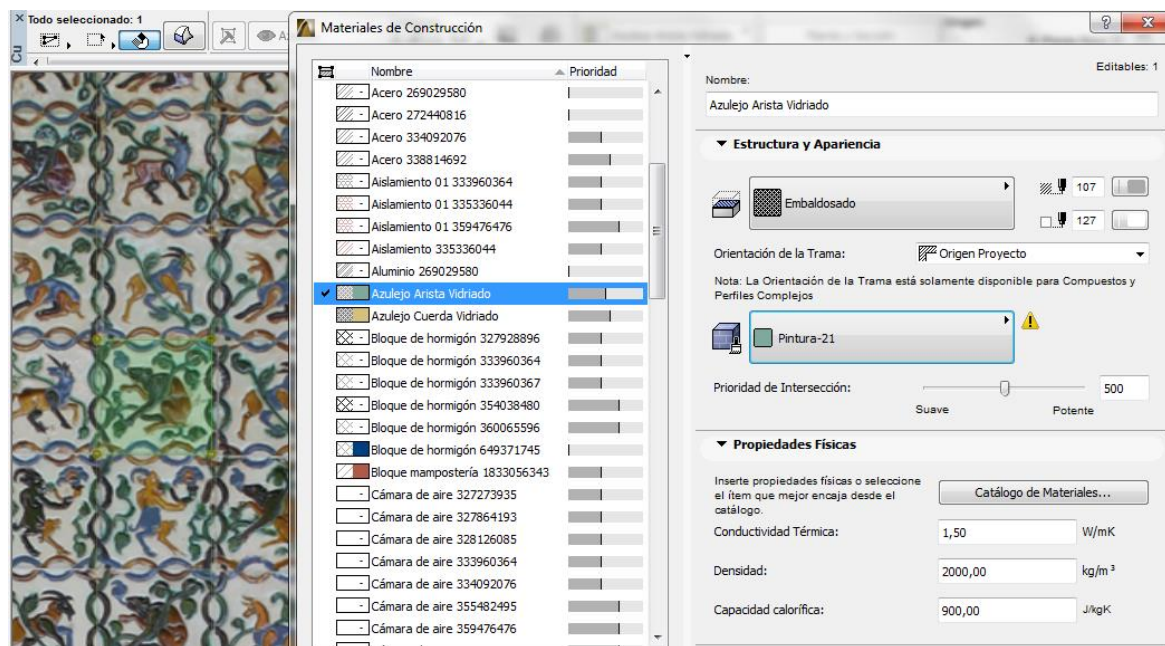 Todo seleccionado: 1
Cu
Materiales de Construcción
Nombre
Prioridad
Acero 269029580
Acero 272440816
Acero 334092076
Acero 338814692
Aislamiento 01 333960364
Aislamiento 01 335336044
Aislamiento 01 359476476
Aislamiento 335336044
Aluminio 269029580
Azulejo Arista Vidriado
Azulejo Cuerda Vidriado
Bloque de hormigón 327928896
Bloque de hormigón 333960364
Bloque de hormigón 333960367
Bloque de hormigón 354038480
Bloque de hormigón 360065596
Bloque de hormigón 649371745
Bloque mampostería 1833056343
Cámara de aire 327273935
Cámara de aire 327864193
Cámara de aire 328126085
Cámara de aire 333960364
Cámara de aire 334092076
Cámara de aire 355482495
Cámara de aire 359476476
Editables: 1
Nombre:
Azulejo Arista Vidriado
Estructura y Apariencia
Embaldosado
107
127
Orientación de la Trama:
Origen Proyecto
Nota: La Orientación de la Trama está solamente disponible para Compuestos y
Perfiles Complejos
Pintura-21
Prioridad de Intersección:
500
Suave
Potente
Propiedades Físicas
Inserte propiedades físicas o seleccione
el ítem que mejor encaja desde el
catálogo.
Catálogo de Materiales...
Conductividad Térmica:
1,50
W/mK
Densidad:
2000,00
kg/m³
Capacidad calorífica:
900,00
J/kgK